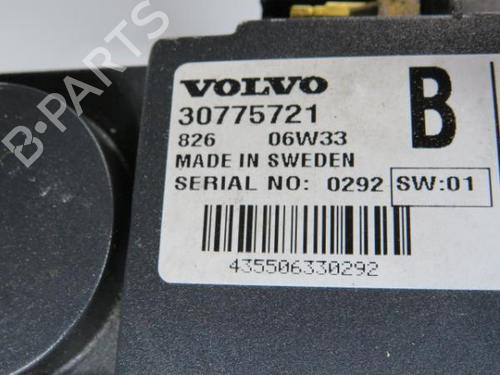 VOLVO
30775721
B
826 06W33
MADE IN SWEDEN
SERIAL NO: 0292 SW:01
435506330292
B-PARTS